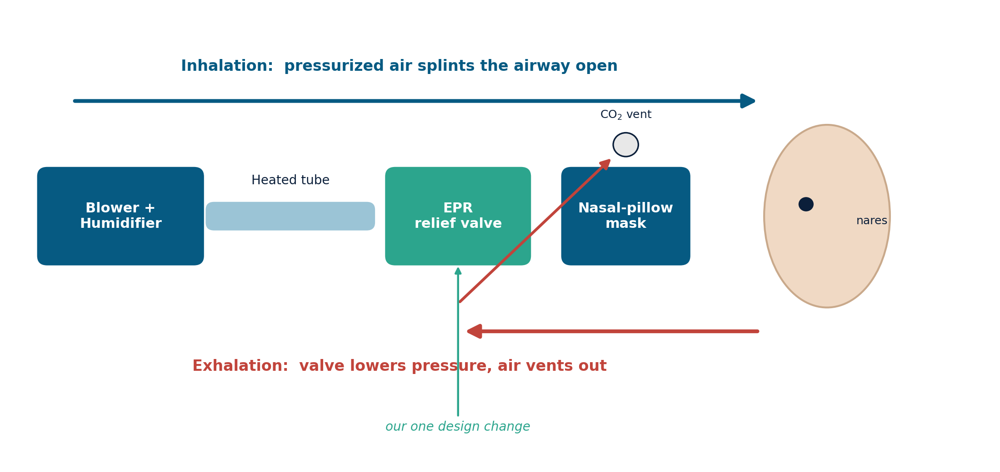 Inhalation:  pressurized air splints the airway open
CO₂ vent
Heated tube
Blower +
Humidifier
EPR
relief valve
Nasal-pillow
mask
nares
Exhalation:  valve lowers pressure, air vents out
our one design change